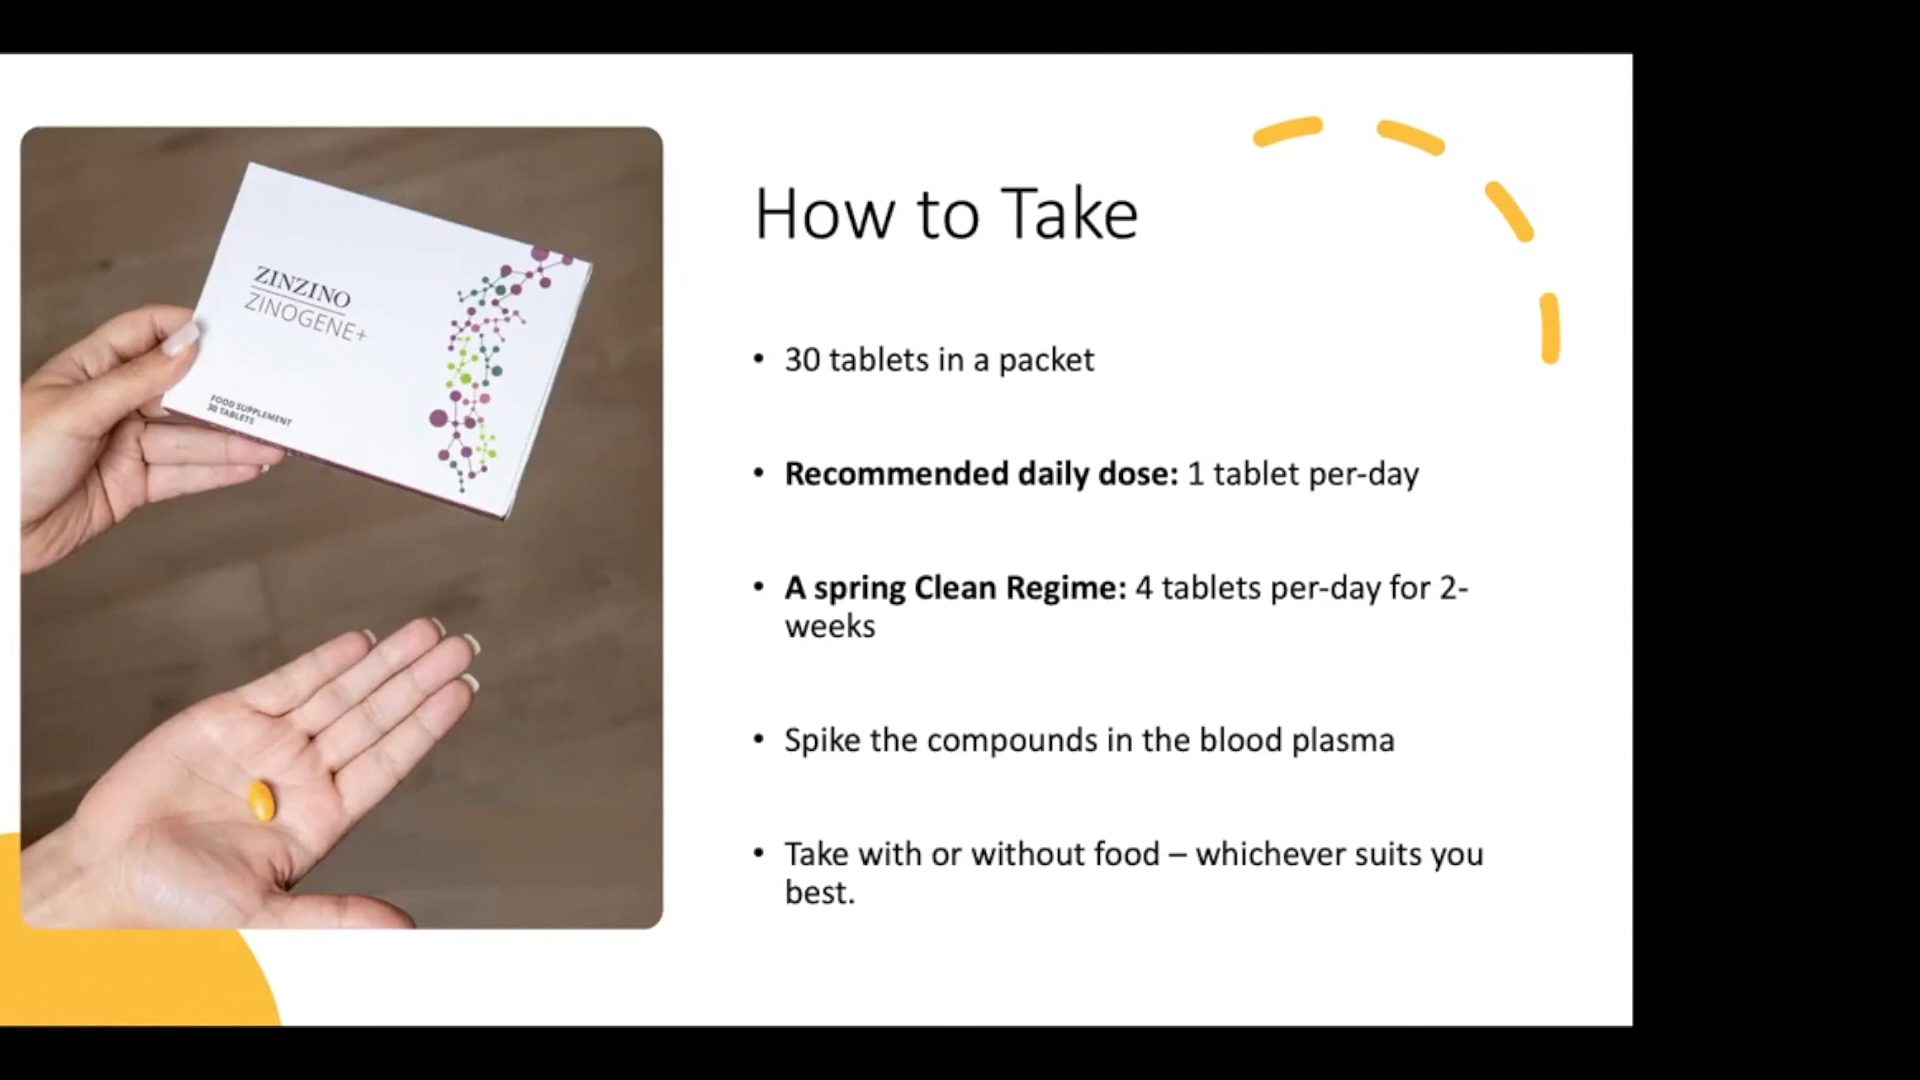 ZINZINO
ZINOGENE+
FOOD SUPPLEMENT
30 TABLETS
How to Take
• 30 tablets in a packet
• Recommended daily dose: 1 tablet per-day
• A spring Clean Regime: 4 tablets per-day for 2-
weeks
• Spike the compounds in the blood plasma
• Take with or without food – whichever suits you
best.